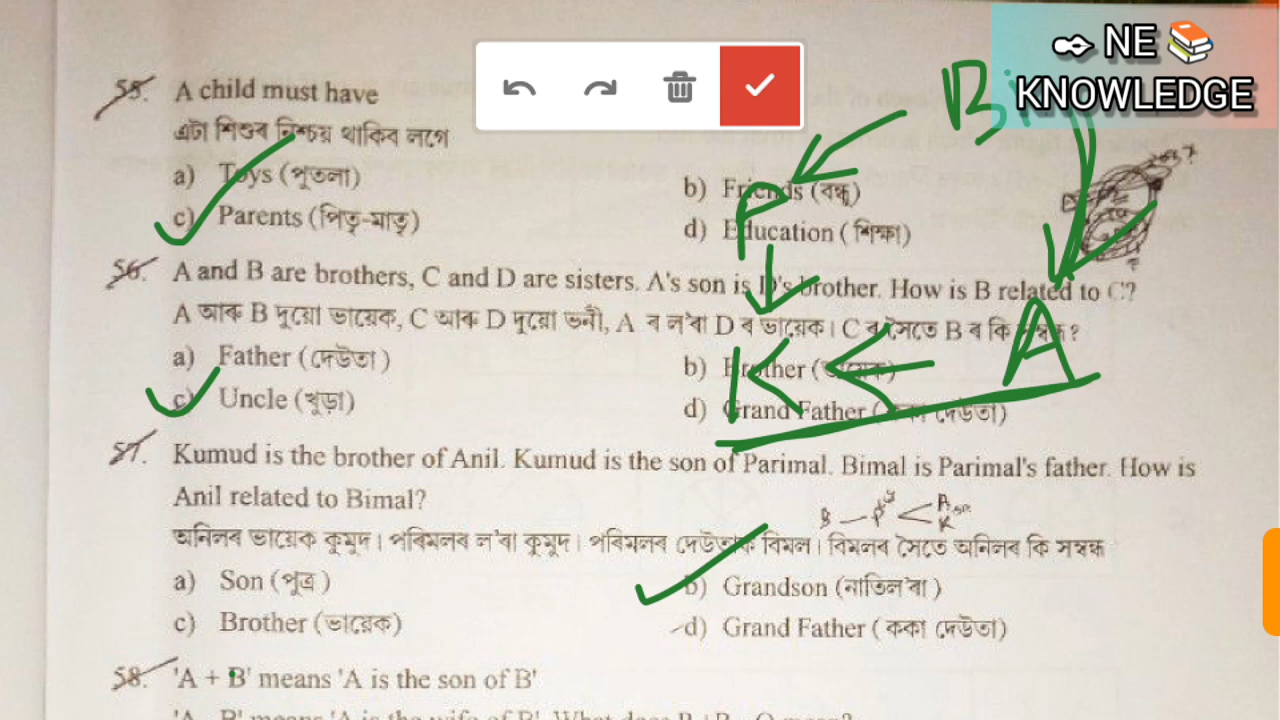 NE
KNOWLEDGE
55. A child must have
এটা শিশুৰ নিশ্চয় থাকিব লগে
a) Toys (পুতলা)
b) Friends (বন্ধু)
c) Parents (পিতৃ-মাতৃ)
d) Education (শিক্ষা)
56. A and B are brothers, C and D are sisters. A's son is D's brother. How is B related to C?
A আৰু B দুয়ো ভায়েক, C আৰু D দুয়ো ভনী, A ৰ ল'ৰা D ৰ ভায়েক। C ৰ সৈতে B ৰ কি সম্বন্ধ?
a) Father (দেউতা)
b) Brother (ভায়েক)
c) Uncle (খুড়া)
d) Grand Father (ককা দেউতা)
57. Kumud is the brother of Anil. Kumud is the son of Parimal. Bimal is Parimal's father. How is
Anil related to Bimal?
অনিলৰ ভায়েক কুমুদ। পৰিমলৰ ল'ৰা কুমুদ। পৰিমলৰ দেউতাক বিমল। বিমলৰ সৈতে অনিলৰ কি সম্বন্ধ
a) Son (পুত্ৰ)
b) Grandson (নাতিল'ৰা)
c) Brother (ভায়েক)
d) Grand Father (ককা দেউতা)
58. 'A + B' means 'A is the son of B'
P
K
A